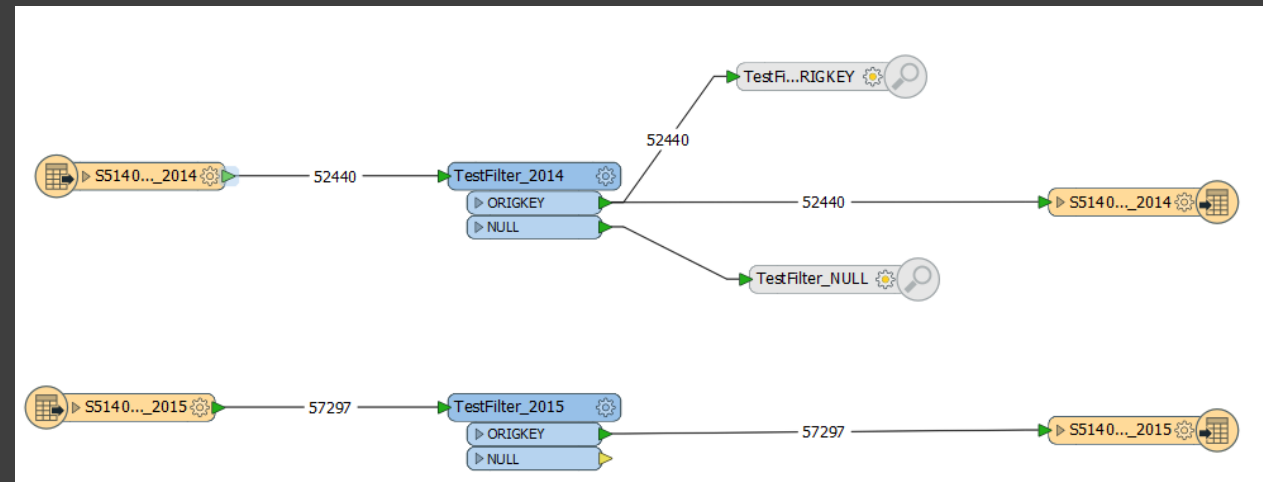 TestFi...RIGKEY
52440
S5140..._2014
52440
TestFilter_2014
ORIGKEY
NULL
52440
S5140..._2014
TestFilter_NULL
S5140..._2015
57297
TestFilter_2015
ORIGKEY
NULL
57297
S5140..._2015